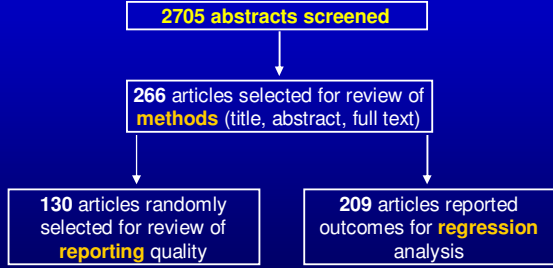 2705 abstracts screened
266 articles selected for review of
methods (title, abstract, full text)
130 articles randomly
selected for review of
reporting quality
209 articles reported
outcomes for regression
analysis